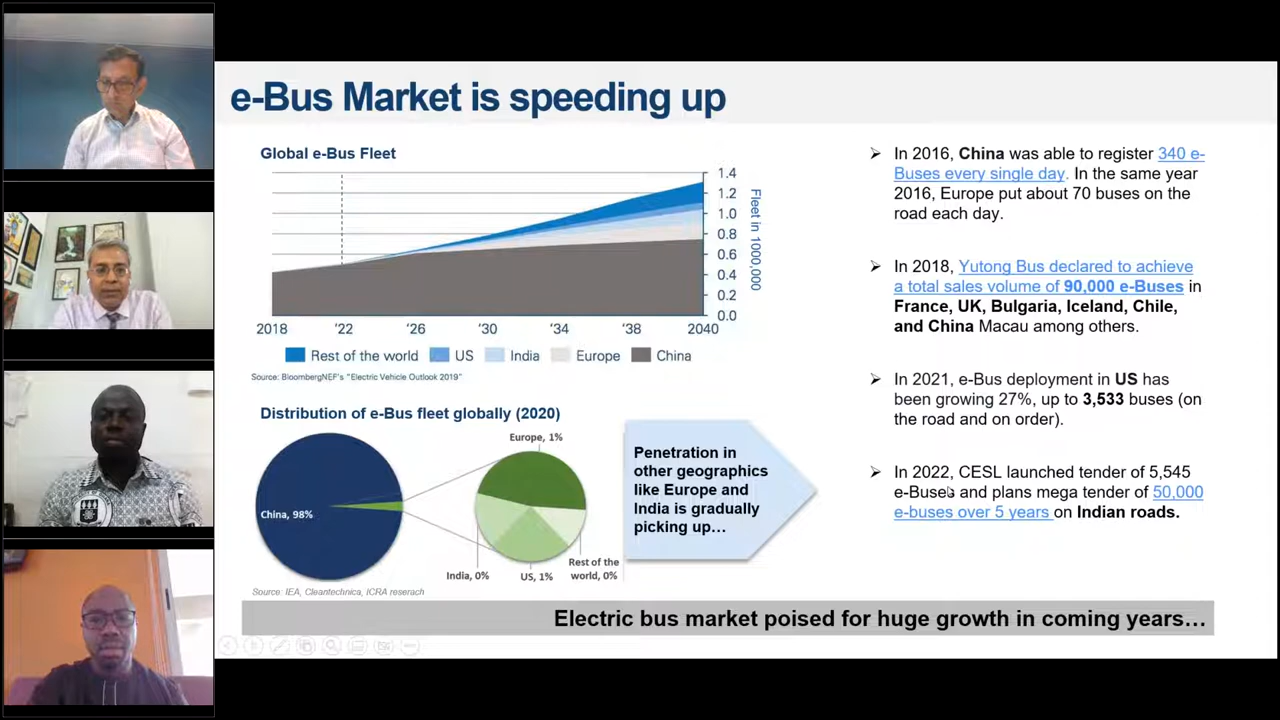 e-Bus Market is speeding up
Global e-Bus Fleet
1.4
1.2
1.0
0.8
0.6
0.4
0.2
0.0
Fleet in 1000,000
2018 '22 '26 '30 '34 '38 2040
Rest of the world US India Europe China
Source: BloombergNEF's "Electric Vehicle Outlook 2019"
Distribution of e-Bus fleet globally (2020)
China, 98%
Europe, 1%
India, 0%
US, 1%
Rest of the
world, 0%
Source: IEA, Cleantechnica, ICRA reserach
Penetration in
other geographics
like Europe and
India is gradually
picking up…
In 2016, China was able to register 340 e-
Buses every single day. In the same year
2016, Europe put about 70 buses on the
road each day.
In 2018, Yutong Bus declared to achieve
a total sales volume of 90,000 e-Buses in
France, UK, Bulgaria, Iceland, Chile,
and China Macau among others.
In 2021, e-Bus deployment in US has
been growing 27%, up to 3,533 buses (on
the road and on order).
In 2022, CESL launched tender of 5,545
e-Buses and plans mega tender of 50,000
e-buses over 5 years on Indian roads.
Electric bus market poised for huge growth in coming years…